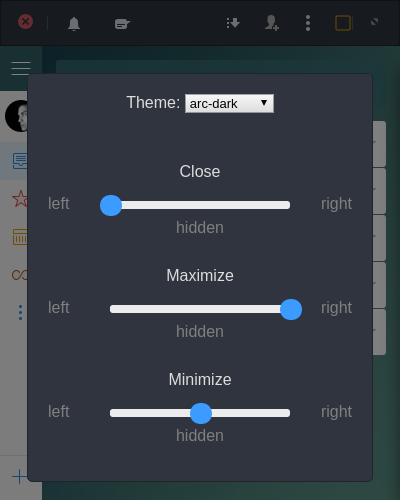 Theme: arc-dark
Close
left right
hidden
Maximize
left right
hidden
Minimize
left right
hidden